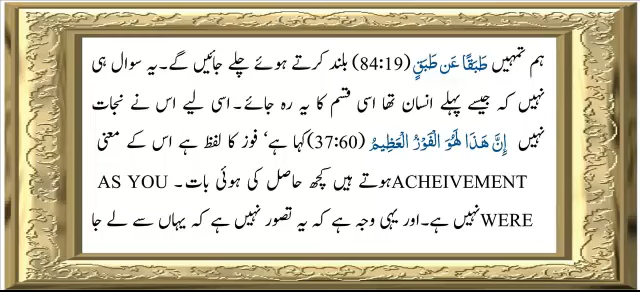 ہم تمہیں طَبَقًا عَن طَبَقٍ (84:19) بلند کرتے ہوئے چلے جائیں گے۔ یہ سوال ہی
نہیں کہ جیسے پہلے انسان تھا اسی قسم کا یہ رہ جائے۔ اسی لیے اس نے نجات
نہیں إِنَّ هَذَا لَهُوَ الْفَوْزُ الْعَظِيمُ (37:60) کہا ہے‘ فوز کا لفظ ہے اس کے معنی
ACHEIVEMENT ہوتے ہیں کچھ حاصل کی ہوئی بات۔ AS YOU
WERE نہیں ہے۔ اور یہی وجہ ہے کہ یہ تصور نہیں ہے کہ یہاں سے لے جا